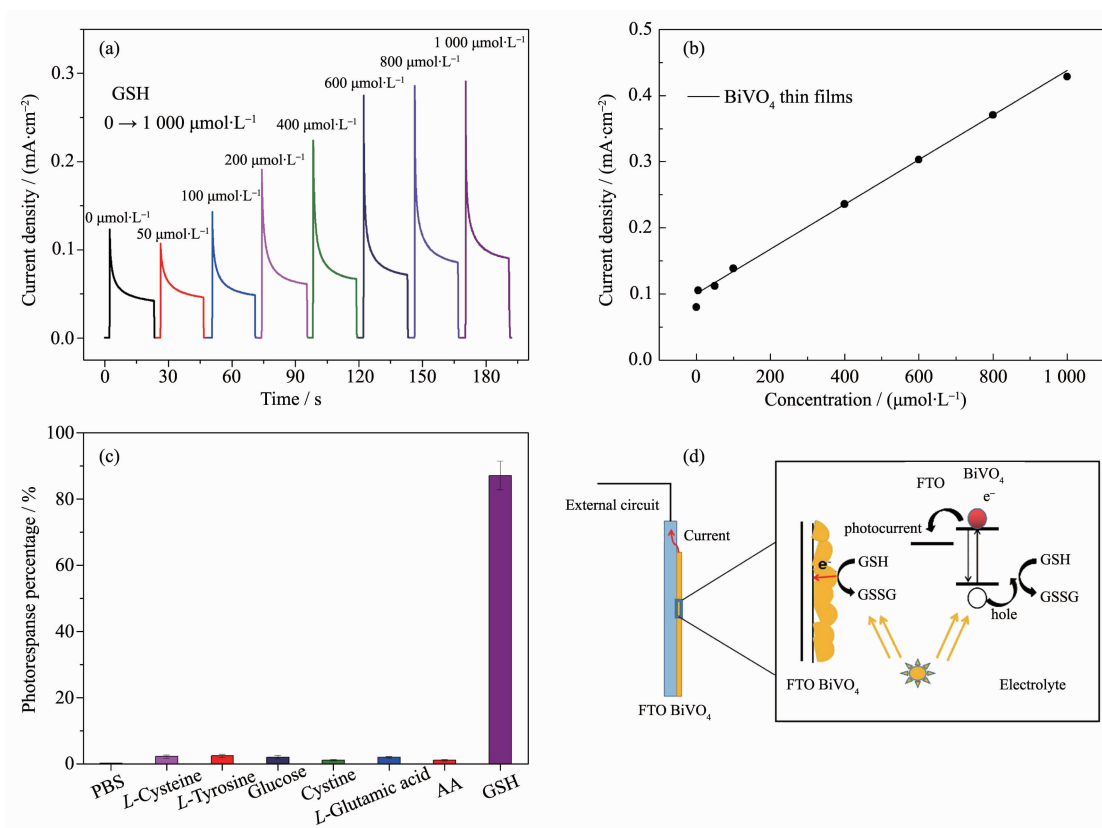 (a)
GSH
0 → 1 000 μmol·L⁻¹
0 μmol·L⁻¹
50 μmol·L⁻¹
100 μmol·L⁻¹
200 μmol·L⁻¹
400 μmol·L⁻¹
600 μmol·L⁻¹
800 μmol·L⁻¹
1 000 μmol·L⁻¹
Current density / (mA·cm⁻²)
0.3
0.2
0.1
0.0
0 30 60 90 120 150 180
Time / s
(b)
BiVO₄ thin films
Current density / (mA·cm⁻²)
0.5
0.4
0.3
0.2
0.1
0.0
0 200 400 600 800 1 000
Concentration / (μmol·L⁻¹)
(c)
Photorespanse percentage / %
100
80
60
40
20
0
PBS
L-Cysteine
L-Tyrosine
Glucose
Cystine
L-Glutamic acid
AA
GSH
(d)
External circuit
Current
FTO BiVO₄
e⁻
GSH
GSSG
FTO BiVO₄
FTO
BiVO₄
e⁻
photocurrent
GSH
GSSG
hole
Electrolyte